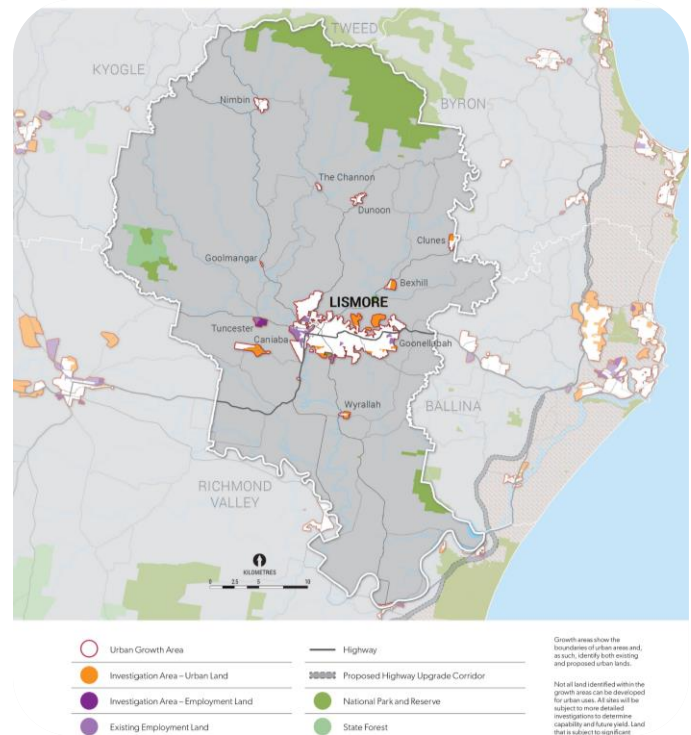 TWEED
KYOGLE
BYRON
Nimbin
The Channon
Dunoon
Clunes
Goolmangar
Bexhill
LISMORE
Tuncester
Caniaba
Goonellabah
Wyrallah
BALLINA
RICHMOND
VALLEY
KILOMETRES
0 2.5 5 10
Urban Growth Area
Investigation Area – Urban Land
Investigation Area – Employment Land
Existing Employment Land
Highway
Proposed Highway Upgrade Corridor
National Park and Reserve
State Forest
Growth areas show the
boundaries of urban areas and,
as such, identify both existing
and proposed urban lands.
Not all land identified within the
growth areas can be developed
for urban uses. All sites will be
subject to more detailed
investigations to determine
capability and future yield. Land
that is subject to significant